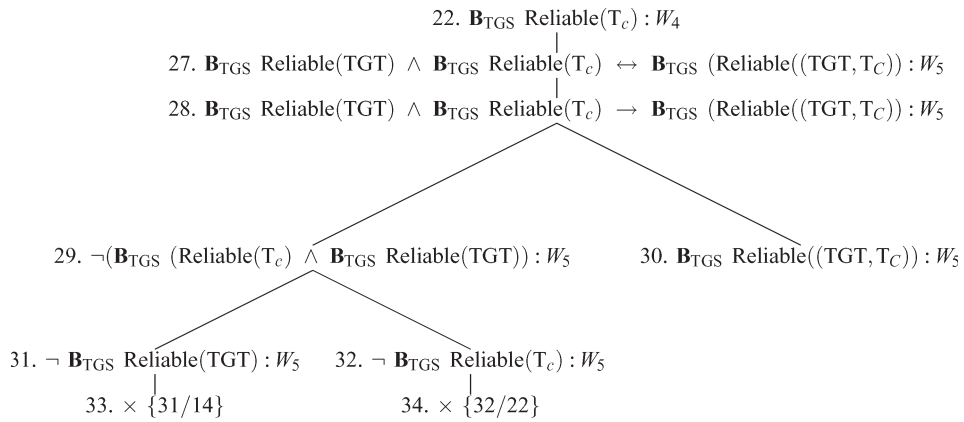 22. B_TGS Reliable(T_c) : W_4
27. B_TGS Reliable(TGT) ∧ B_TGS Reliable(T_c) ↔ B_TGS (Reliable((TGT, T_C)) : W_5
28. B_TGS Reliable(TGT) ∧ B_TGS Reliable(T_c) → B_TGS (Reliable((TGT, T_C)) : W_5
29. ¬(B_TGS (Reliable(T_c) ∧ B_TGS Reliable(TGT)) : W_5 30. B_TGS Reliable((TGT, T_C)) : W_5
31. ¬ B_TGS Reliable(TGT) : W_5 32. ¬ B_TGS Reliable(T_c) : W_5
33. × {31/14} 34. × {32/22}